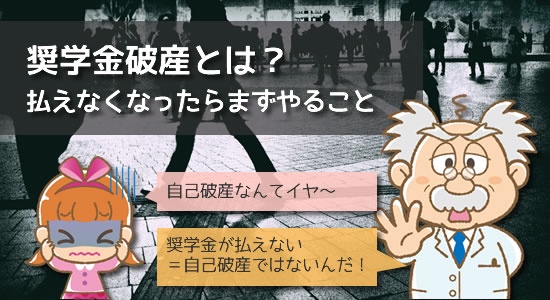 奨学金破産とは？
払えなくなったらまずやること
自己破産なんてイヤ～
奨学金が払えない
＝自己破産ではないんだ！